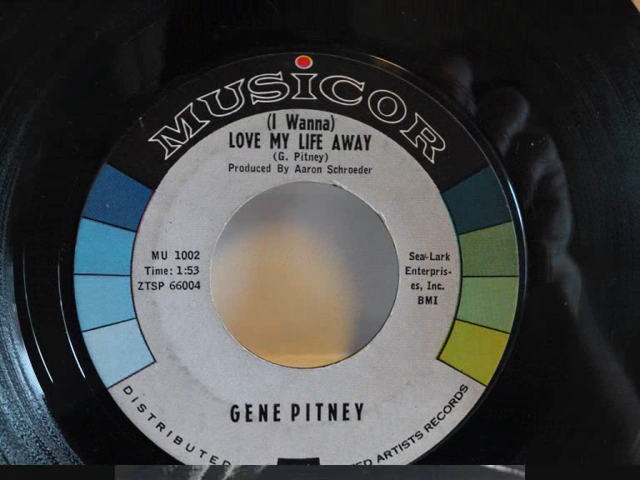 MUSICOR
(I Wanna)
LOVE MY LIFE AWAY
(G. Pitney)
Produced By Aaron Schroeder
MU 1002
Time: 1:53
ZTSP 66004
Sea-Lark
Enterpris-
es, Inc.
BMI
GENE PITNEY
ARTISTS RECORDS